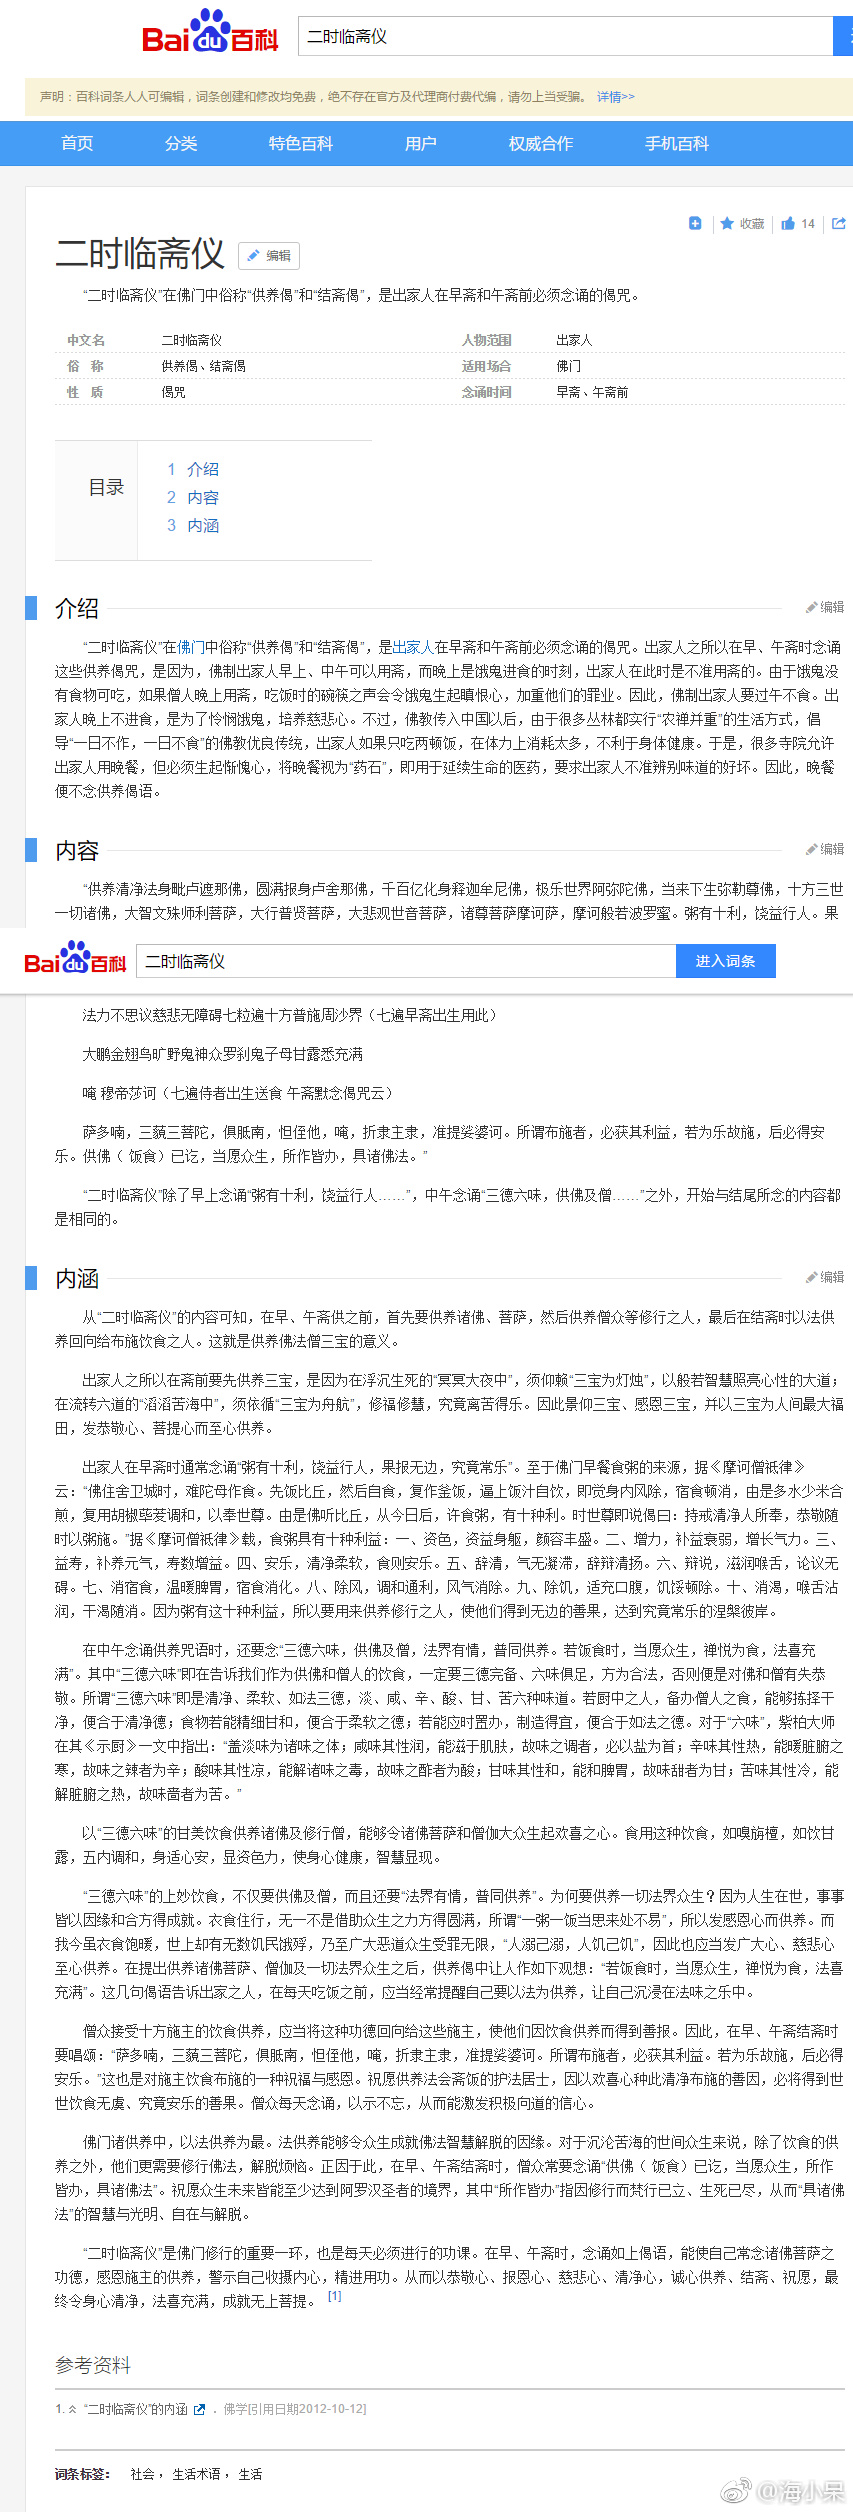 Baidu百科
二时临斋仪
声明：百科词条人人可编辑，词条创建和修改均免费，绝不存在官方及代理商付费代编，请勿上当受骗。 详情>>
首页 分类 特色百科 用户 权威合作 手机百科
收藏 14
二时临斋仪 编辑
“二时临斋仪”在佛门中俗称“供养偈”和“结斋偈”，是出家人在早斋和午斋前必须念诵的偈咒。
中文名 二时临斋仪 人物范围 出家人
俗 称 供养偈、结斋偈 适用场合 佛门
性 质 偈咒 念诵时间 早斋、午斋前
目录
1 介绍
2 内容
3 内涵
介绍 编辑
“二时临斋仪”在佛门中俗称“供养偈”和“结斋偈”，是出家人在早斋和午斋前必须念诵的偈咒。出家人之所以在早、午斋时念诵
这些供养偈咒，是因为，佛制出家人早上、中午可以用斋，而晚上是饿鬼进食的时刻，出家人在此时是不准用斋的。由于饿鬼没
有食物可吃，如果僧人晚上用斋，吃饭时的碗筷之声会令饿鬼生起瞋恨心，加重他们的罪业。因此，佛制出家人要过午不食。出
家人晚上不进食，是为了怜悯饿鬼，培养慈悲心。不过，佛教传入中国以后，由于很多丛林都实行“农禅并重”的生活方式，倡
导“一日不作，一日不食”的佛教优良传统，出家人如果只吃两顿饭，在体力上消耗太多，不利于身体健康。于是，很多寺院允许
出家人用晚餐，但必须生起惭愧心，将晚餐视为“药石”，即用于延续生命的医药，要求出家人不准辨别味道的好坏。因此，晚餐
便不念供养偈语。
内容 编辑
“供养清净法身毗卢遮那佛，圆满报身卢舍那佛，千百亿化身释迦牟尼佛，极乐世界阿弥陀佛，当来下生弥勒尊佛，十方三世
一切诸佛，大智文殊师利菩萨，大行普贤菩萨，大悲观世音菩萨，诸尊菩萨摩诃萨，摩诃般若波罗蜜。粥有十利，饶益行人。果
Baidu百科 二时临斋仪 进入词条
法力不思议慈悲无障碍七粒遍十方普施周沙界（七遍早斋出生用此）
大鹏金翅鸟旷野鬼神众罗刹鬼子母甘露悉充满
唵 穆帝莎诃（七遍侍者出生送食 午斋默念偈咒云）
萨多喃，三藐三菩陀，俱胝南，怛侄他，唵，折隶主隶，准提娑婆诃。所谓布施者，必获其利益，若为乐故施，后必得安
乐。供佛（ 饭食）已讫，当愿众生，所作皆办，具诸佛法。”
“二时临斋仪”除了早上念诵“粥有十利，饶益行人……”，中午念诵“三德六味，供佛及僧……”之外，开始与结尾所念的内容都
是相同的。
内涵 编辑
从“二时临斋仪”的内容可知，在早、午斋供之前，首先要供养诸佛、菩萨，然后供养僧众等修行之人，最后在结斋时以法供
养回向给布施饮食之人。这就是供养佛法僧三宝的意义。
出家人之所以在斋前要先供养三宝，是因为在浮沉生死的“冥冥大夜中”，须仰赖“三宝为灯烛”，以般若智慧照亮心性的大道；
在流转六道的“滔滔苦海中”，须依循“三宝为舟航”，修福修慧，究竟离苦得乐。因此景仰三宝、感恩三宝，并以三宝为人间最大福
田，发恭敬心、菩提心而至心供养。
出家人在早斋时通常念诵“粥有十利，饶益行人，果报无边，究竟常乐”。至于佛门早餐食粥的来源，据《摩诃僧祗律》
云：“佛住舍卫城时，难陀母作食。先饭比丘，然后自食，复作釜饭，逼上饭汁自饮，即觉身内风除，宿食顿消，由是多水少米合
煎，复用胡椒荜茇调和，以奉世尊。由是佛听比丘，从今日后，许食粥，有十种利。时世尊即说偈曰：持戒清净人所奉，恭敬随
时以粥施。”据《摩诃僧祗律》载，食粥具有十种利益：一、资色，资益身躯，颜容丰盛。二、增力，补益衰弱，增长气力。三、
益寿，补养元气，寿数增益。四、安乐，清净柔软，食则安乐。五、辞清，气无凝滞，辞辩清扬。六、辩说，滋润喉舌，论议无
碍。七、消宿食，温暖脾胃，宿食消化。八、除风，调和通利，风气消除。九、除饥，适充口腹，饥馁顿除。十、消渴，喉舌沾
润，干渴随消。因为粥有这十种利益，所以要用来供养修行之人，使他们得到无边的善果，达到究竟常乐的涅槃彼岸。
在中午念诵供养咒语时，还要念“三德六味，供佛及僧，法界有情，普同供养。若饭食时，当愿众生，禅悦为食，法喜充
满”。其中“三德六味”即在告诉我们作为供佛和僧人的饮食，一定要三德完备、六味俱足，方为合法，否则便是对佛和僧有失恭
敬。所谓“三德六味”即是清净、柔软、如法三德，淡、咸、辛、酸、甘、苦六种味道。若厨中之人，备办僧人之食，能够拣择干
净，便合于清净德；食物若能精细甘和，便合于柔软之德；若能应时置办，制造得宜，便合于如法之德。对于“六味”，紫柏大师
在其《示厨》一文中指出：“盖淡味为诸味之体；咸味其性润，能滋于肌肤，故味之调者，必以盐为首；辛味其性热，能暖脏腑之
寒，故味之辣者为辛；酸味其性凉，能解诸味之毒，故味之酢者为酸；甘味其性和，能和脾胃，故味甜者为甘；苦味其性冷，能
解脏腑之热，故味啬者为苦。”
以“三德六味”的甘美饮食供养诸佛及修行僧，能够令诸佛菩萨和僧伽大众生起欢喜之心。食用这种饮食，如嗅旃檀，如饮甘
露，五内调和，身适心安，显资色力，使身心健康，智慧显现。
“三德六味”的上妙饮食，不仅要供佛及僧，而且还要“法界有情，普同供养”。为何要供养一切法界众生？因为人生在世，事事
皆以因缘和合方得成就。衣食住行，无一不是借助众生之力方得圆满，所谓“一粥一饭当思来处不易”，所以发感恩心而供养。而
我今虽衣食饱暖，世上却有无数饥民饿殍，乃至广大恶道众生受罪无限，“人溺己溺，人饥己饥”，因此也应当发广大心、慈悲心
至心供养。在提出供养诸佛菩萨、僧伽及一切法界众生之后，供养偈中让人作如下观想：“若饭食时，当愿众生，禅悦为食，法喜
充满”。这几句偈语告诉出家之人，在每天吃饭之前，应当经常提醒自己要以法为供养，让自己沉浸在法味之乐中。
僧众接受十方施主的饮食供养，应当将这种功德回向给这些施主，使他们因饮食供养而得到善报。因此，在早、午斋结斋时
要唱颂：“萨多喃，三藐三菩陀，俱胝南，怛侄他，唵，折隶主隶，准提娑婆诃。所谓布施者，必获其利益。若为乐故施，后必得
安乐。”这也是对施主饮食布施的一种祝福与感恩。祝愿供养法会斋饭的护法居士，因以欢喜心种此清净布施的善因，必将得到世
世饮食无虞、究竟安乐的善果。僧众每天念诵，以示不忘，从而能激发积极向道的信心。
佛门诸供养中，以法供养为最。法供养能够令众生成就佛法智慧解脱的因缘。对于沉沦苦海的世间众生来说，除了饮食的供
养之外，他们更需要修行佛法，解脱烦恼。正因于此，在早、午斋结斋时，僧众常要念诵“供佛（ 饭食）已讫，当愿众生，所作
皆办，具诸佛法”。祝愿众生未来皆能至少达到阿罗汉圣者的境界，其中“所作皆办”指因修行而梵行已立、生死已尽，从而“具诸佛
法”的智慧与光明、自在与解脱。
“二时临斋仪”是佛门修行的重要一环，也是每天必须进行的功课。在早、午斋时，念诵如上偈语，能使自己常念诸佛菩萨之
功德，感恩施主的供养，警示自己收摄内心，精进用功。从而以恭敬心、报恩心、慈悲心、清净心，诚心供养、结斋、祝愿，最
终令身心清净，法喜充满，成就无上菩提。 [1]
参考资料
1. “二时临斋仪”的内涵 ．佛学[引用日期2012-10-12]
词条标签： 社会 ，生活术语 ，生活
@海小呆